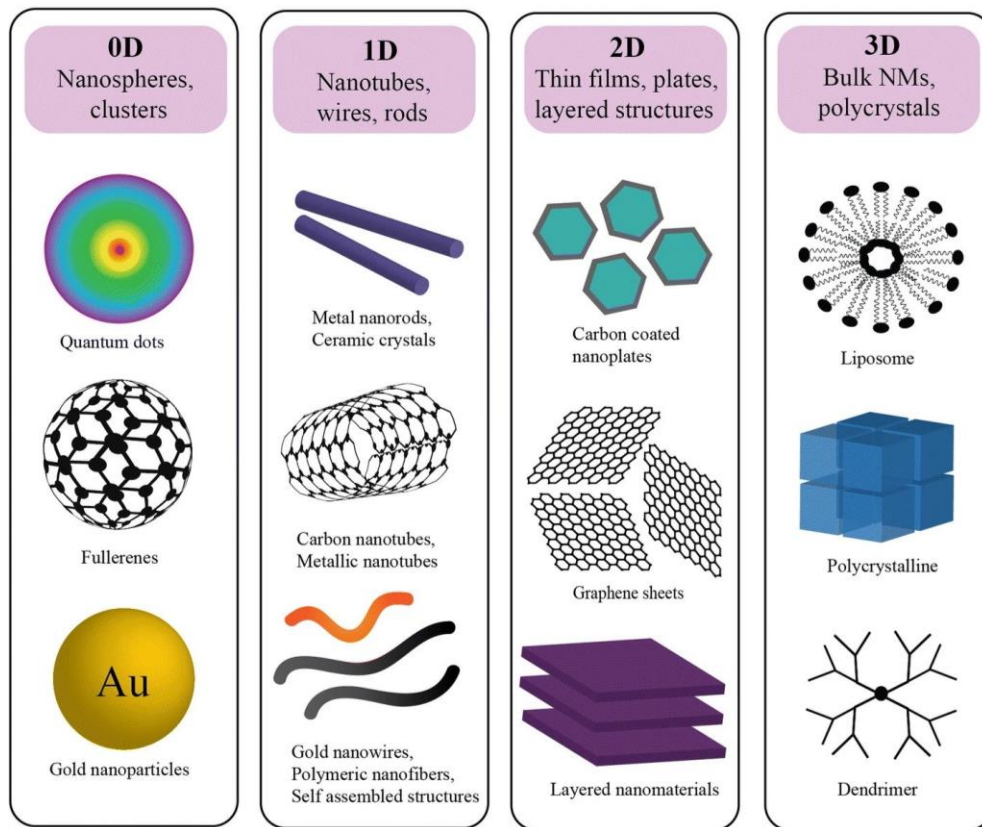 0D
Nanospheres,
clusters
Quantum dots
Fullerenes
Au
Gold nanoparticles
1D
Nanotubes,
wires, rods
Metal nanorods,
Ceramic crystals
Carbon nanotubes,
Metallic nanotubes
Gold nanowires,
Polymeric nanofibers,
Self assembled structures
2D
Thin films, plates,
layered structures
Carbon coated
nanoplates
Graphene sheets
Layered nanomaterials
3D
Bulk NMs,
polycrystals
Liposome
Polycrystalline
Dendrimer